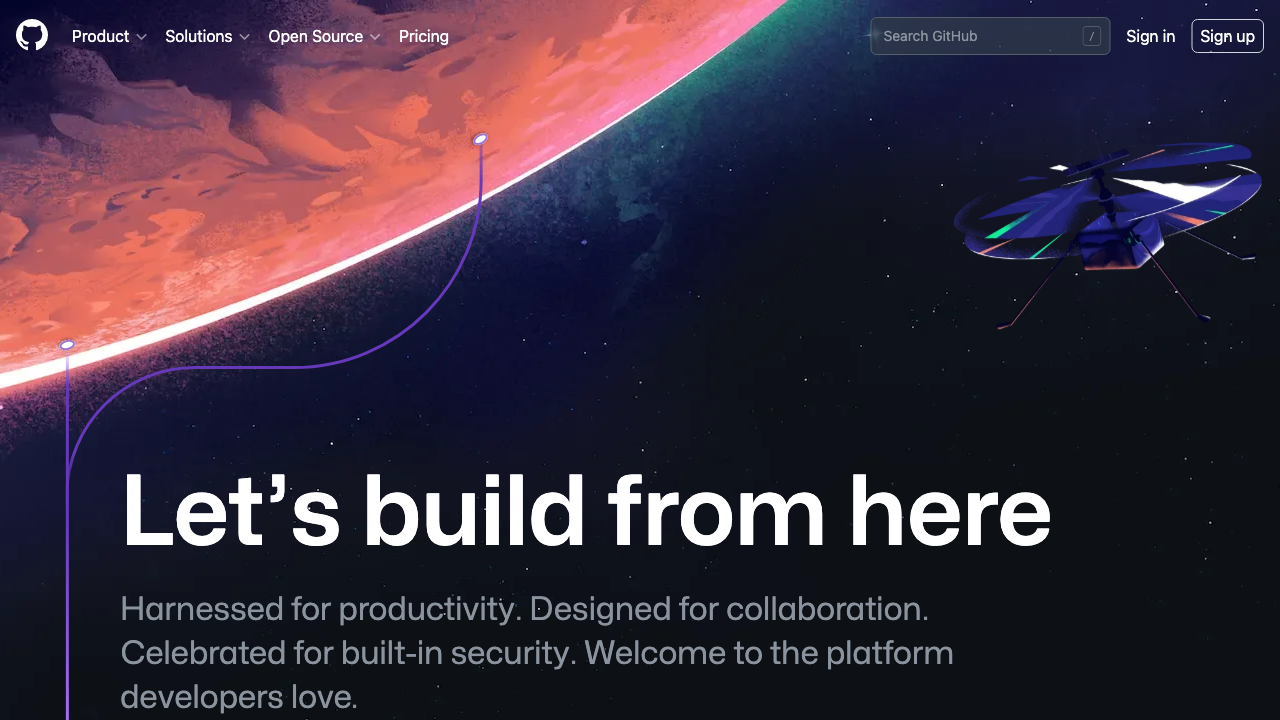 Product
Solutions
Open Source
Pricing
Search GitHub
/
Sign in
Sign up
Let’s build from here
Harnessed for productivity. Designed for collaboration.
Celebrated for built-in security. Welcome to the platform
developers love.